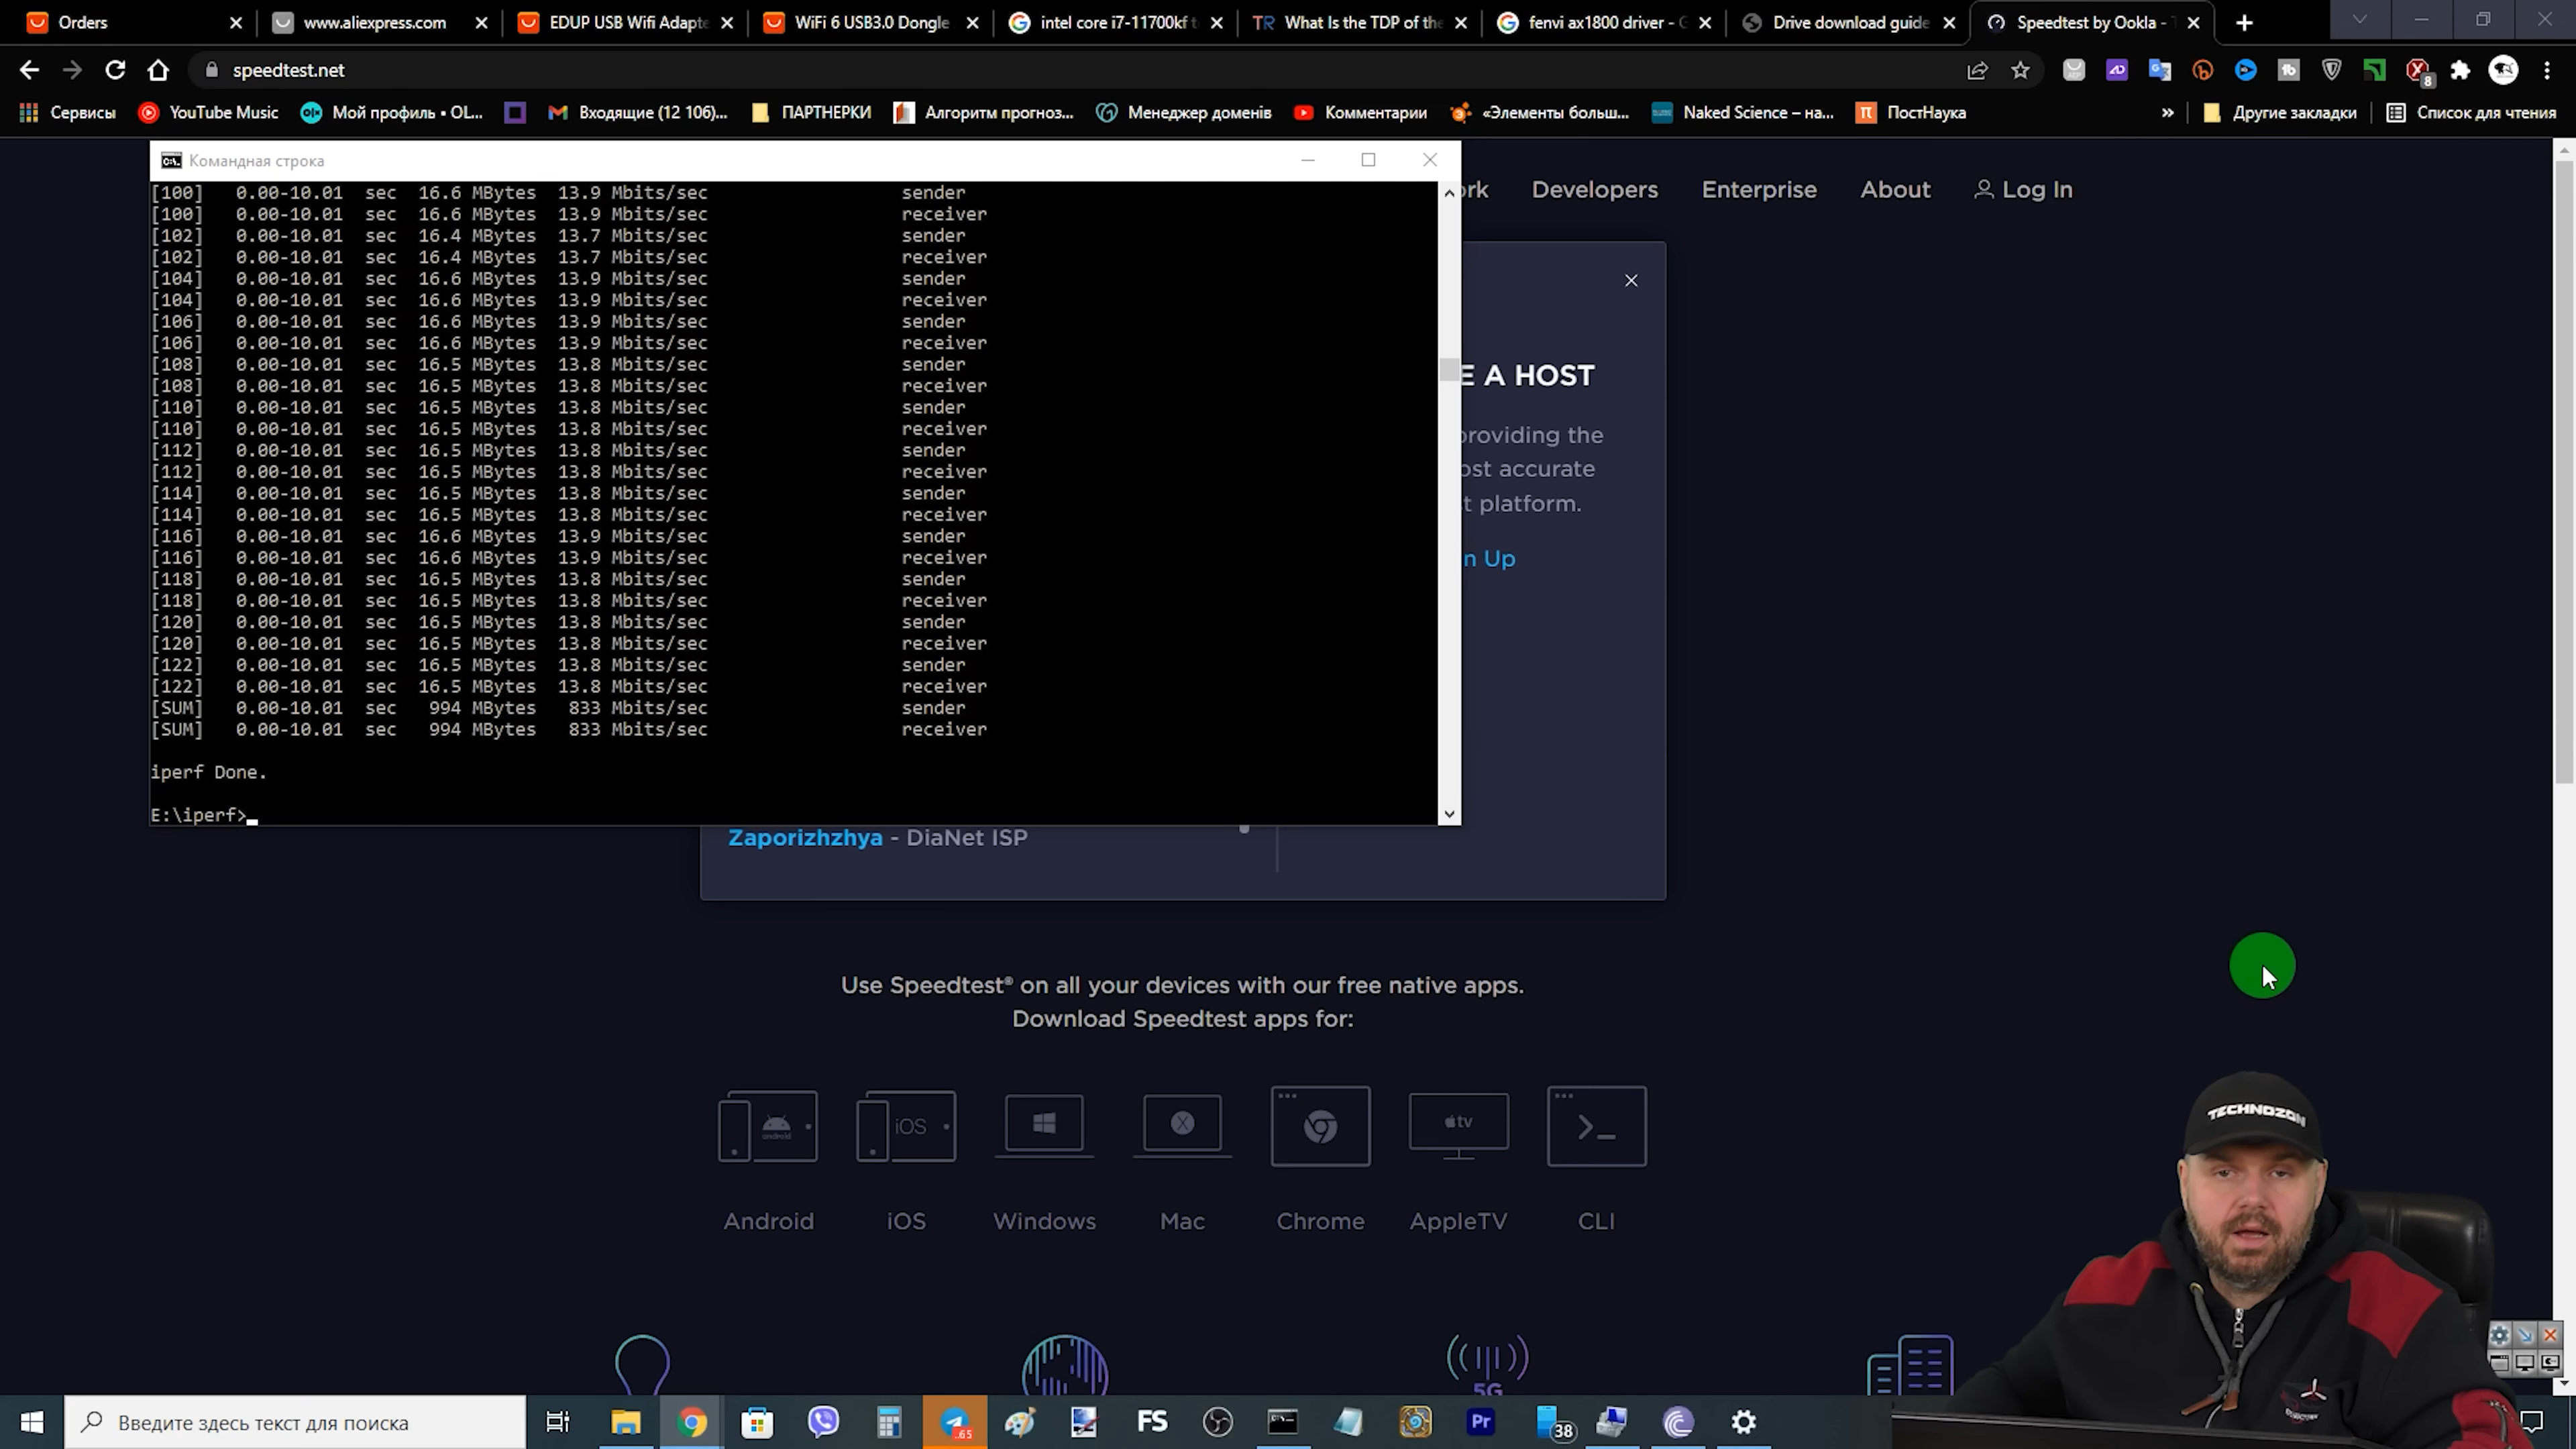 Orders
www.aliexpress.com
EDUP USB Wifi Adapte
WiFi 6 USB3.0 Dongle
intel core i7-11700kf t
What Is the TDP of the
fenvi ax1800 driver - G
Drive download guide
Speedtest by Ookla - T
speedtest.net
8
Сервисы
YouTube Music
Мой профиль • OL...
Входящие (12 106)...
ПАРТНЕРКИ
Алгоритм прогноз...
Менеджер доменів
Комментарии
«Элементы больш...
Naked Science – на...
ПостНаука
»
Другие закладки
Список для чтения
Командная строка
ork
Developers
Enterprise
About
Log In
[100] 0.00-10.01 sec 16.6 MBytes 13.9 Mbits/sec sender
[100] 0.00-10.01 sec 16.6 MBytes 13.9 Mbits/sec receiver
[102] 0.00-10.01 sec 16.4 MBytes 13.7 Mbits/sec sender
[102] 0.00-10.01 sec 16.4 MBytes 13.7 Mbits/sec receiver
[104] 0.00-10.01 sec 16.6 MBytes 13.9 Mbits/sec sender
[104] 0.00-10.01 sec 16.6 MBytes 13.9 Mbits/sec receiver
[106] 0.00-10.01 sec 16.6 MBytes 13.9 Mbits/sec sender
[106] 0.00-10.01 sec 16.6 MBytes 13.9 Mbits/sec receiver
[108] 0.00-10.01 sec 16.5 MBytes 13.8 Mbits/sec sender
[108] 0.00-10.01 sec 16.5 MBytes 13.8 Mbits/sec receiver
[110] 0.00-10.01 sec 16.5 MBytes 13.8 Mbits/sec sender
[110] 0.00-10.01 sec 16.5 MBytes 13.8 Mbits/sec receiver
[112] 0.00-10.01 sec 16.5 MBytes 13.8 Mbits/sec sender
[112] 0.00-10.01 sec 16.5 MBytes 13.8 Mbits/sec receiver
[114] 0.00-10.01 sec 16.5 MBytes 13.8 Mbits/sec sender
[114] 0.00-10.01 sec 16.5 MBytes 13.8 Mbits/sec receiver
[116] 0.00-10.01 sec 16.6 MBytes 13.9 Mbits/sec sender
[116] 0.00-10.01 sec 16.6 MBytes 13.9 Mbits/sec receiver
[118] 0.00-10.01 sec 16.5 MBytes 13.8 Mbits/sec sender
[118] 0.00-10.01 sec 16.5 MBytes 13.8 Mbits/sec receiver
[120] 0.00-10.01 sec 16.5 MBytes 13.8 Mbits/sec sender
[120] 0.00-10.01 sec 16.5 MBytes 13.8 Mbits/sec receiver
[122] 0.00-10.01 sec 16.5 MBytes 13.8 Mbits/sec sender
[122] 0.00-10.01 sec 16.5 MBytes 13.8 Mbits/sec receiver
[SUM] 0.00-10.01 sec 994 MBytes 833 Mbits/sec sender
[SUM] 0.00-10.01 sec 994 MBytes 833 Mbits/sec receiver
iperf Done.
E:\iperf>
E A HOST
providing the
ost accurate
t platform.
n Up
Zaporizhzhya - DiaNet ISP
Use Speedtest® on all your devices with our free native apps.
Download Speedtest apps for:
android
iOS
X
tv
Android
iOS
Windows
Mac
Chrome
AppleTV
CLI
TECHNOZON
5G
Введите здесь текст для поиска
65
FS
Pr
38